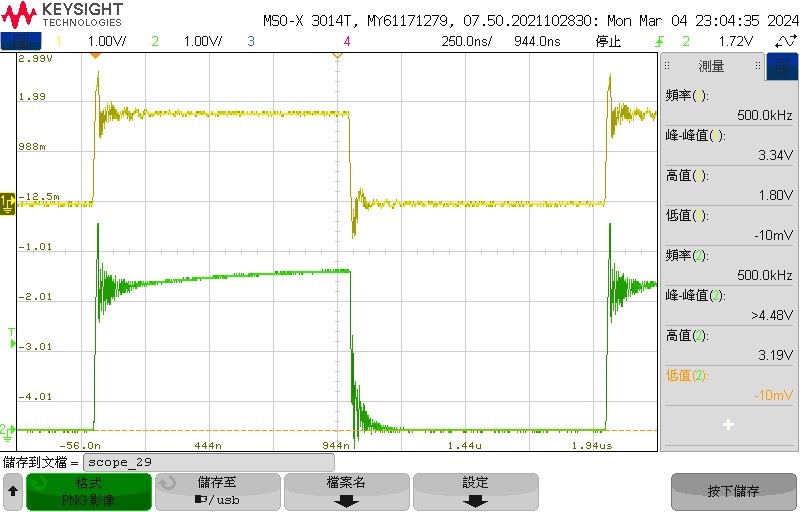 KEYSIGHT
TECHNOLOGIES
MSO-X 3014T, MY61171279, 07.50.2021102830: Mon Mar 04 23:04:35 2024
1 1.00V/ 2 1.00V/ 3 4 250.0ns/ 944.0ns 停止 2 1.72V
2.99V
1.99
988m
-12.5m
-1.01
-2.01
-3.01
-4.01
-56.0n 444n 944n 1.44u 1.94us
1
T
2
測量
頻率(1):
500.0kHz
峰-峰值( ):
3.34V
高值(1):
1.80V
低值(1):
-10mV
頻率(2):
500.0kHz
峰-峰值(2):
>4.48V
高值(2):
3.19V
低值(2):
-10mV
儲存到文檔 = scope_29
格式
PNG 影像
儲存至
/usb
檔案名
設定
按下儲存